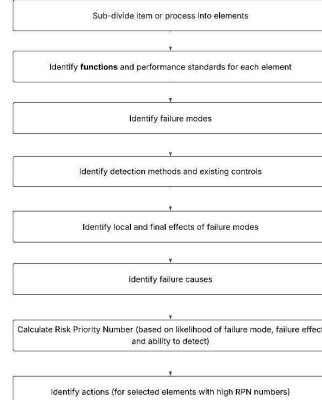 Sub-divide item or process into elements
Identify functions and performance standards for each element
Identify failure modes
Identify detection methods and existing controls
Identify local and final effects of failure modes
Identify failure causes
Calculate Risk Priority Number (based on likelihood of failure mode, failure effect
and ability to detect)
Identify actions (for selected elements with high RPN numbers)